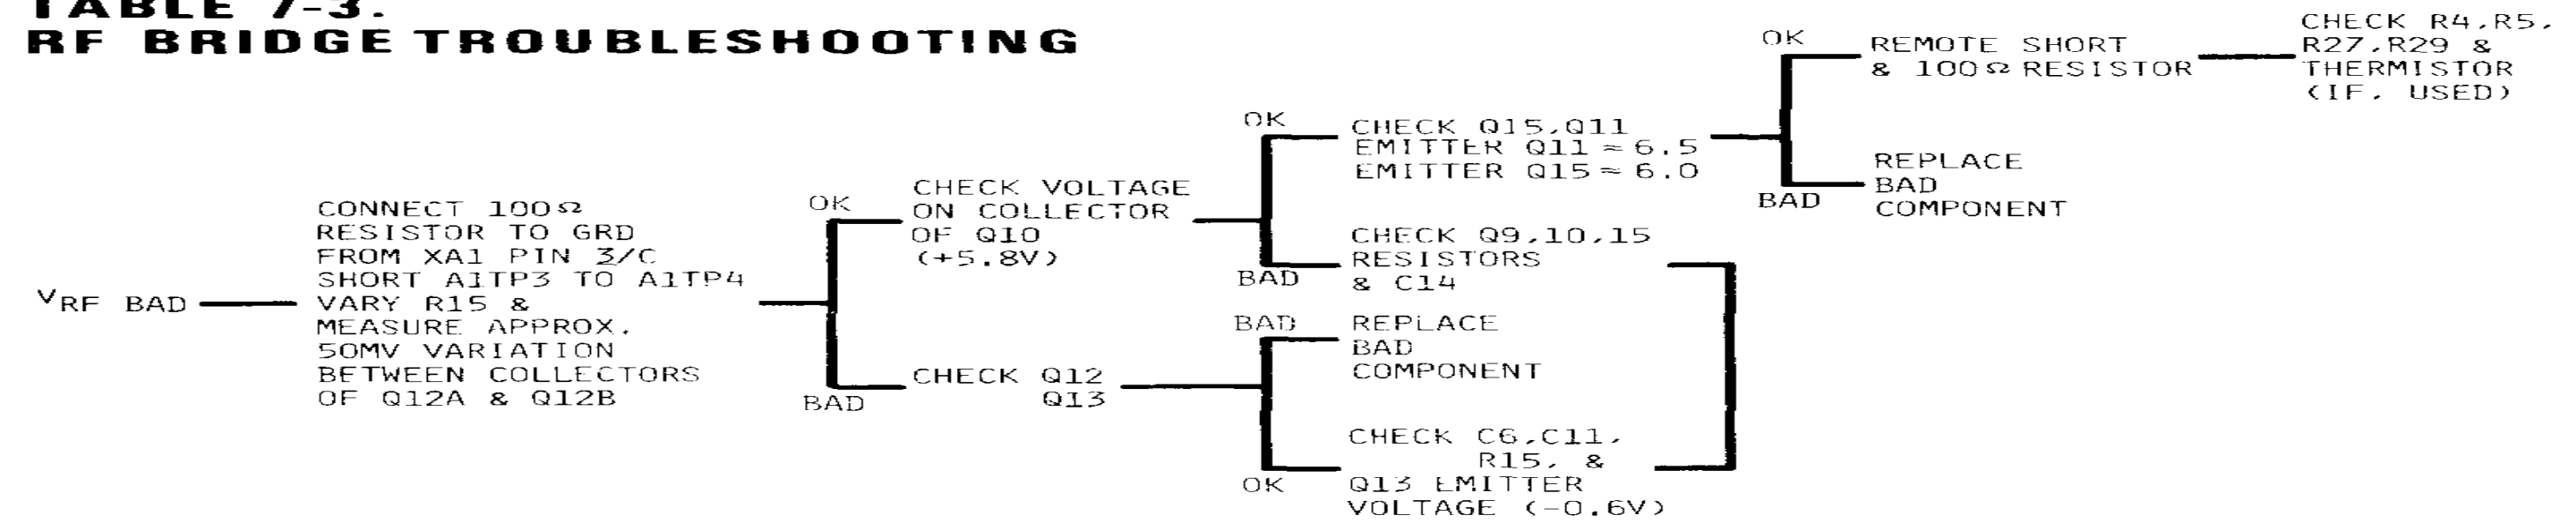 TABLE 7-3.
RF BRIDGE TROUBLESHOOTING
VRF BAD
CONNECT 100Ω
RESISTOR TO GRD
FROM XA1 PIN 3/C
SHORT A1TP3 TO A1TP4
VARY R15 &
MEASURE APPROX.
50MV VARIATION
BETWEEN COLLECTORS
OF Q12A & Q12B
OK
CHECK VOLTAGE
ON COLLECTOR
OF Q10
(+5.8V)
BAD
CHECK Q12
Q13
OK
CHECK Q15,Q11
EMITTER Q11 ≈ 6.5
EMITTER Q15 ≈ 6.0
BAD
CHECK Q9,10,15
RESISTORS
& C14
BAD
REPLACE
BAD
COMPONENT
OK
CHECK C6,C11,
R15, &
Q13 EMITTER
VOLTAGE (-0.6V)
OK
REMOTE SHORT
& 100Ω RESISTOR
BAD
REPLACE
BAD
COMPONENT
CHECK R4,R5,
R27,R29 &
THERMISTOR
(IF, USED)